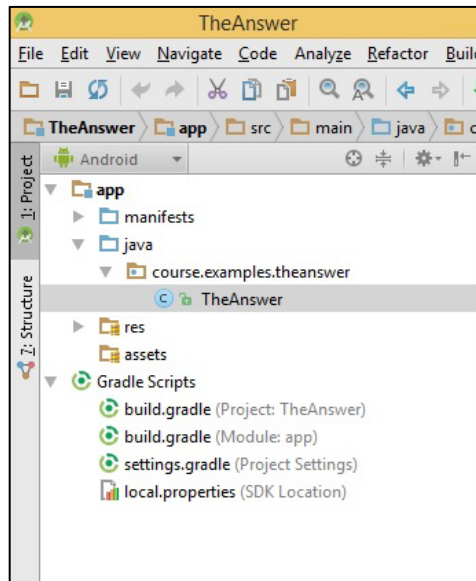 TheAnswer
File Edit View Navigate Code Analyze Refactor Build
TheAnswer app src main java c
1: Project
Android
app
manifests
java
course.examples.theanswer
C TheAnswer
res
assets
Gradle Scripts
build.gradle (Project: TheAnswer)
build.gradle (Module: app)
settings.gradle (Project Settings)
local.properties (SDK Location)
7: Structure